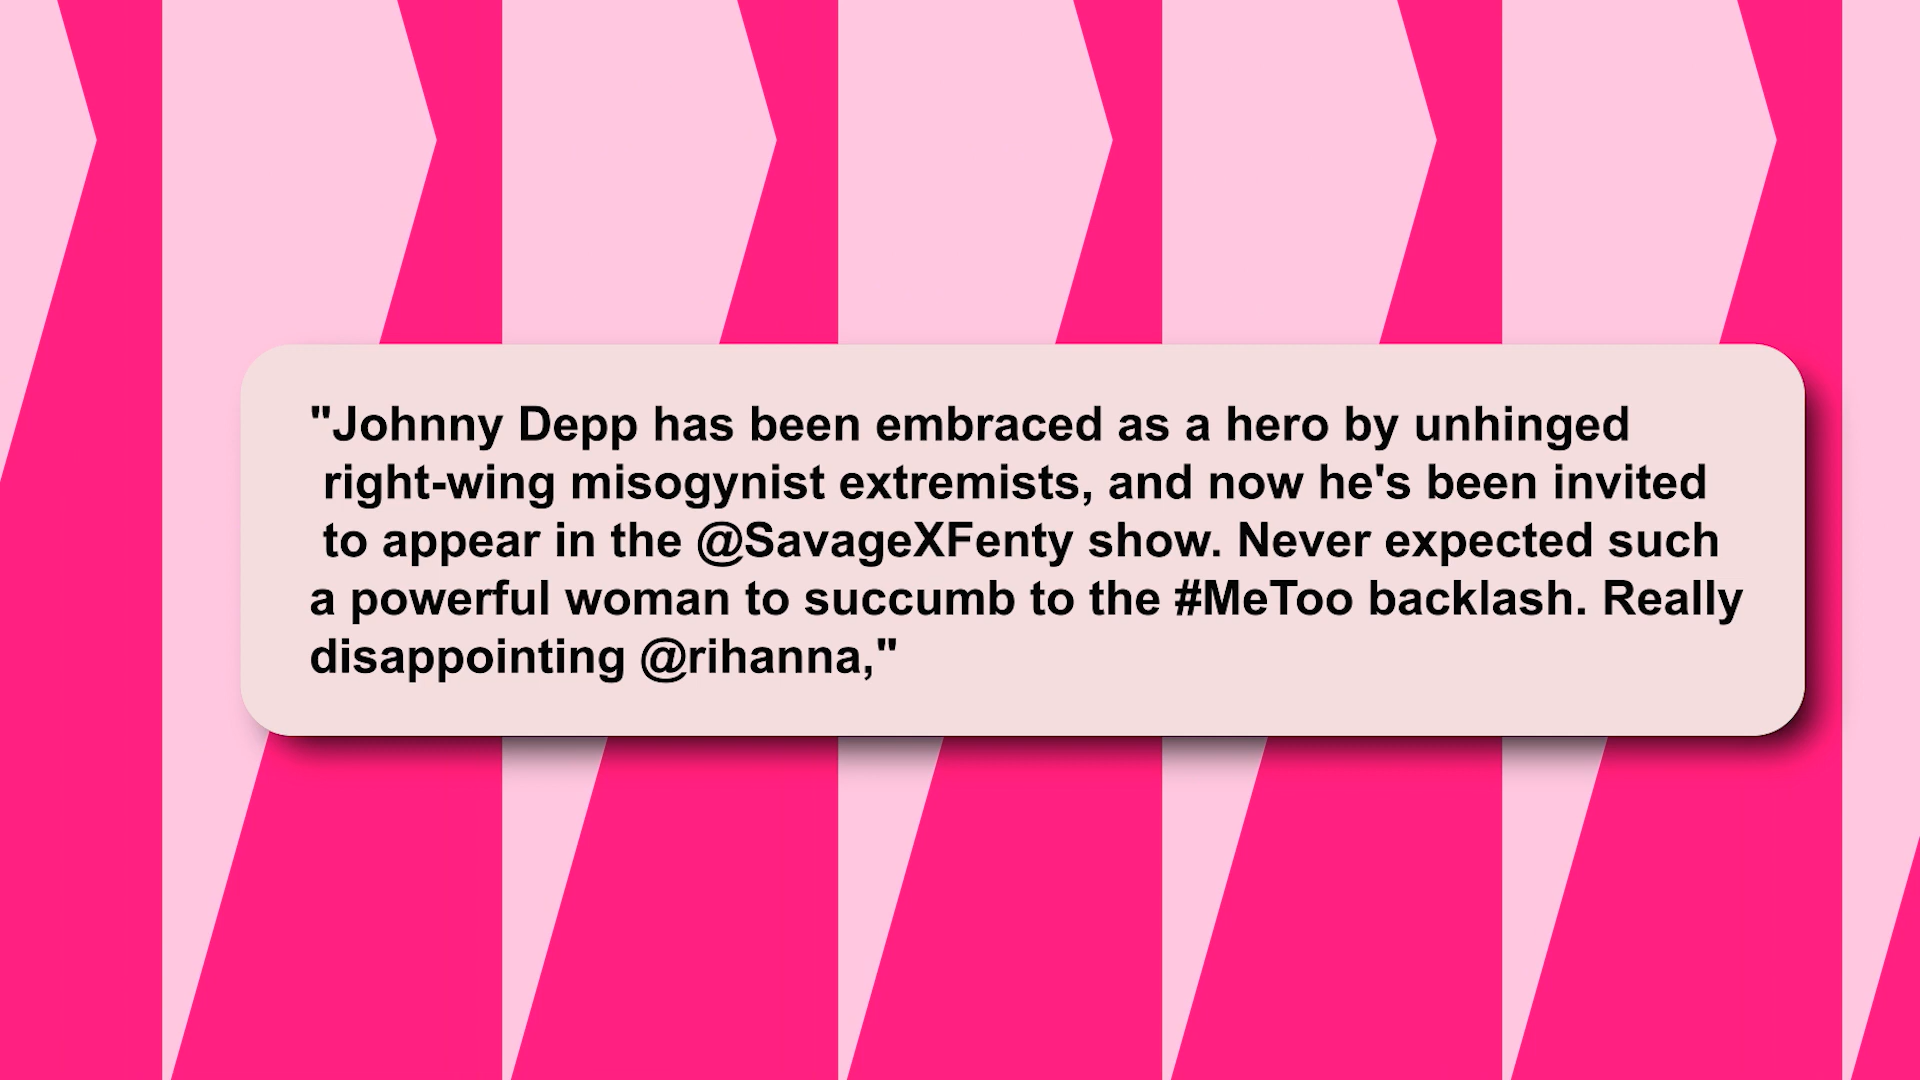 "Johnny Depp has been embraced as a hero by unhinged
right-wing misogynist extremists, and now he's been invited
to appear in the @SavageXFenty show. Never expected such
a powerful woman to succumb to the #MeToo backlash. Really
disappointing @rihanna,"